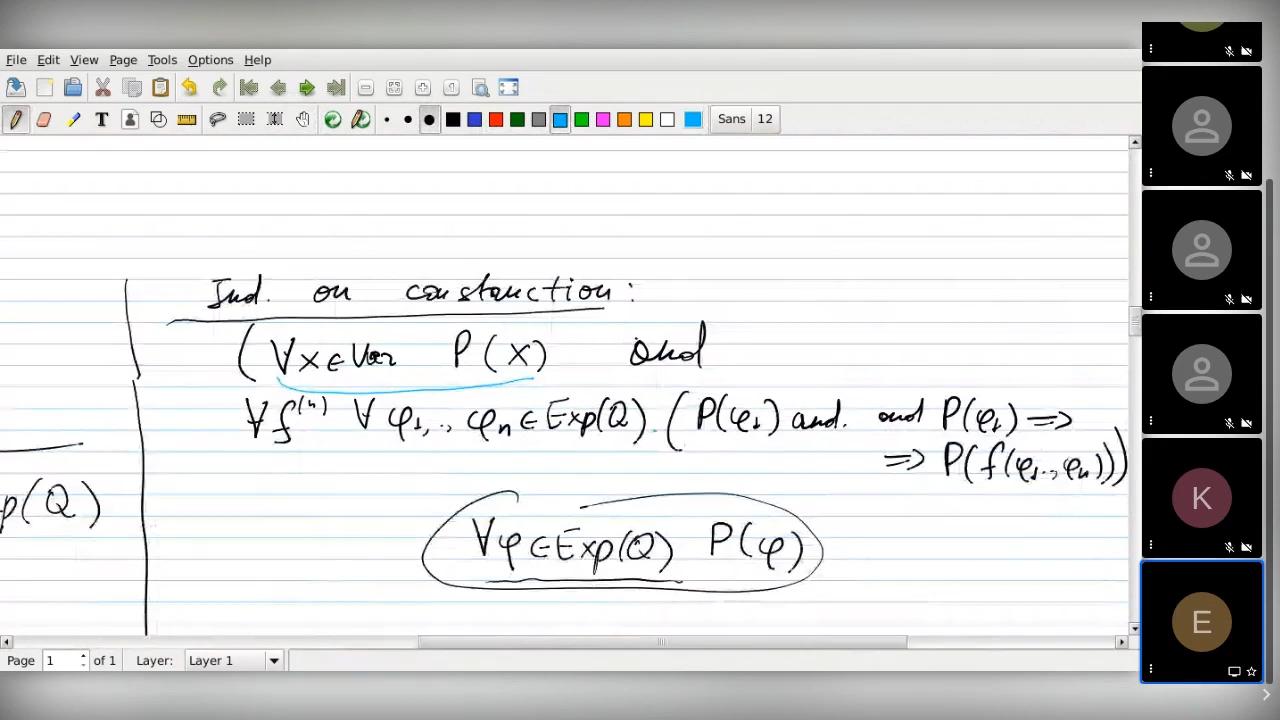 File Edit View Page Tools Options Help
Sans 12
Ind. on construction:
(∀x∈Var P(x) and
∀f⁽ⁿ⁾ ∀φ₁,..,φₙ∈Exp(Q). (P(φ₁) and. and P(φ₁) ⟹
⟹ P(f(φ₁..,φₙ)))
p(Q)
∀φ∈Exp(Q) P(φ)
K
E
Page 1 of 1 Layer: Layer 1